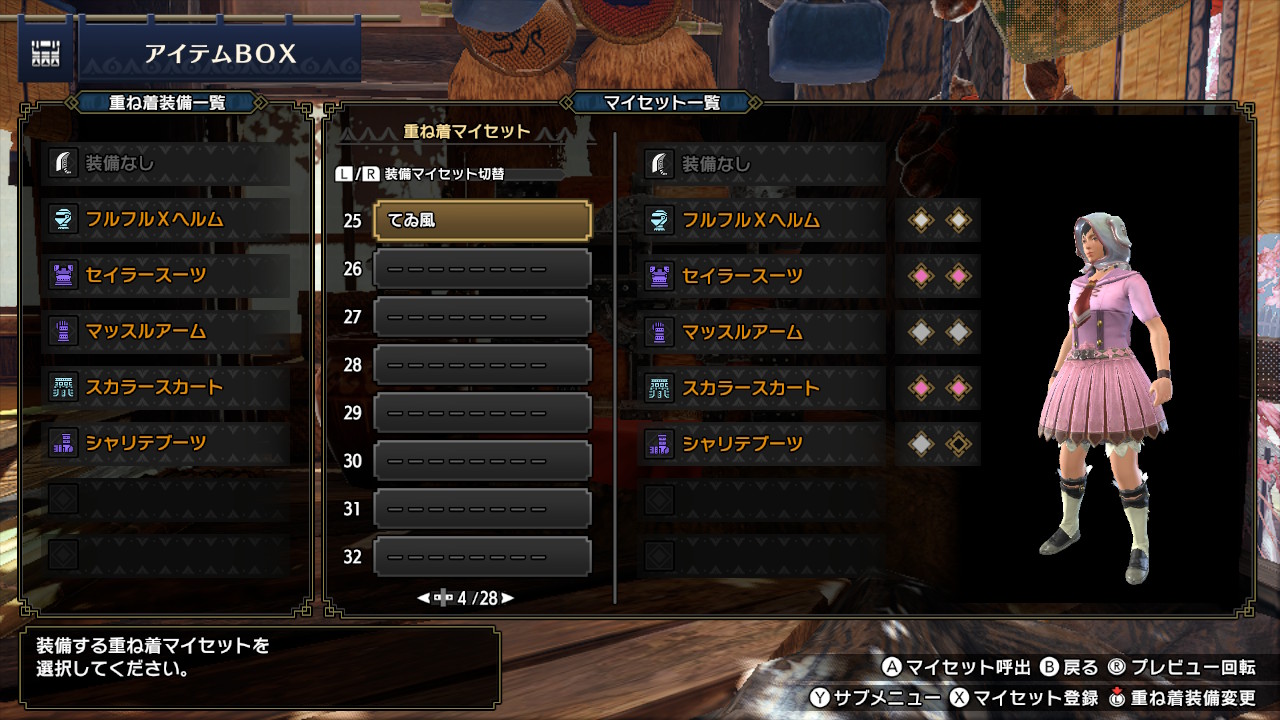 アイテムBOX
重ね着装備一覧
装備なし
フルフルXヘルム
セイラースーツ
マッスルアーム
スカラースカート
シャリテブーツ
マイセット一覧
重ね着マイセット
L/R 装備マイセット切替
25 てゐ風
26 －－－－－－－－
27 －－－－－－－－
28 －－－－－－－－
29 －－－－－－－－
30 －－－－－－－－
31 －－－－－－－－
32 －－－－－－－－
4/28
装備なし
フルフルXヘルム
セイラースーツ
マッスルアーム
スカラースカート
シャリテブーツ
装備する重ね着マイセットを
選択してください。
Aマイセット呼出 B戻る Rプレビュー回転
Yサブメニュー Xマイセット登録 L重ね着装備変更